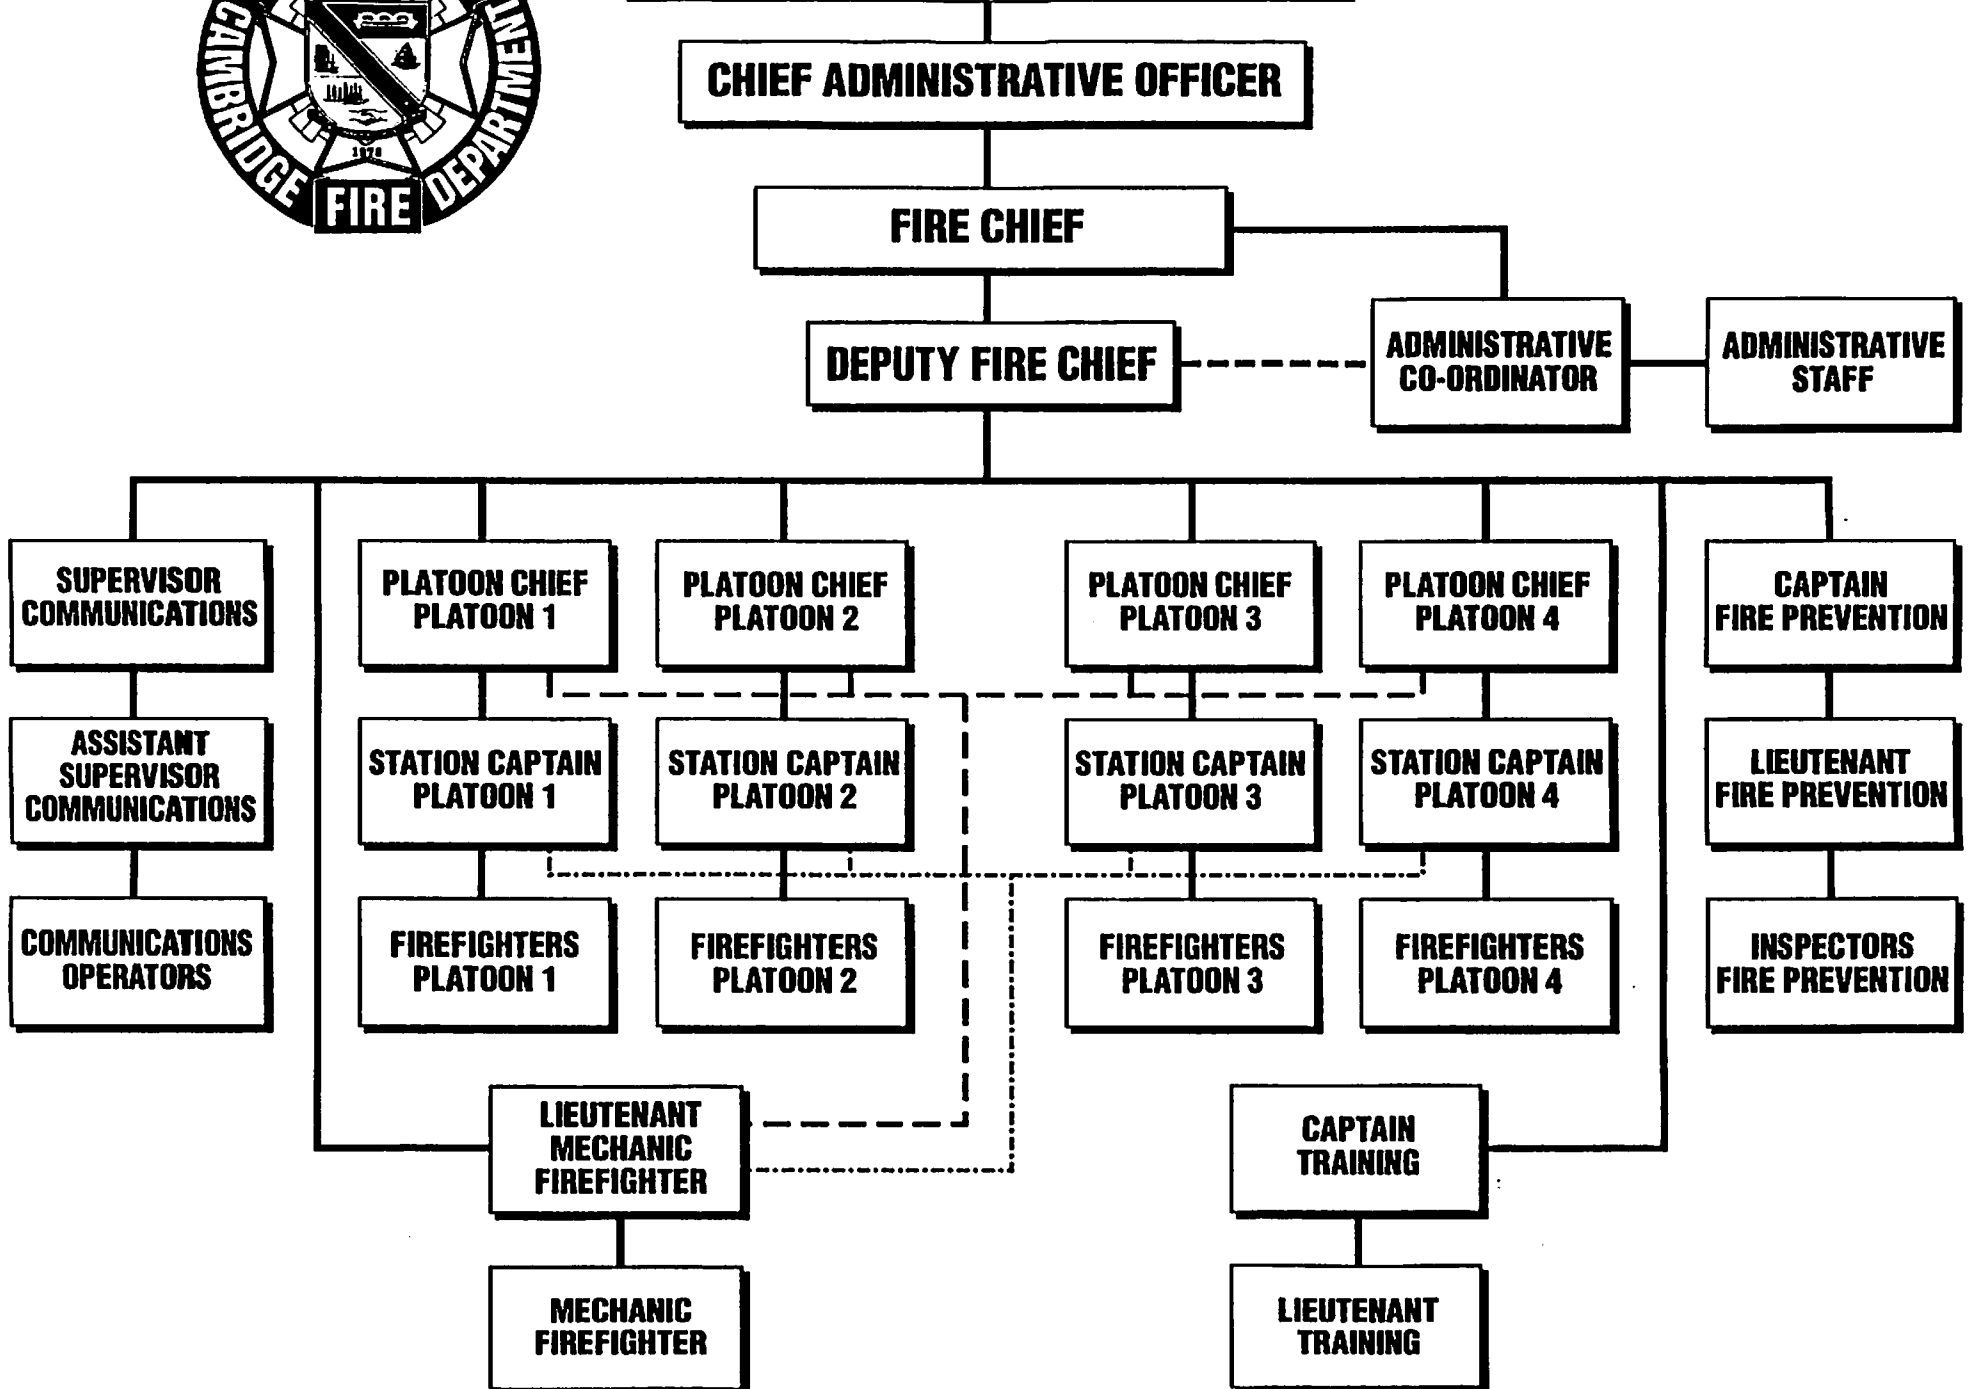 CAMBRIDGE
FIRE
DEPARTMENT
1973
CHIEF ADMINISTRATIVE OFFICER
FIRE CHIEF
DEPUTY FIRE CHIEF
ADMINISTRATIVE
CO-ORDINATOR
ADMINISTRATIVE
STAFF
SUPERVISOR
COMMUNICATIONS
PLATOON CHIEF
PLATOON 1
PLATOON CHIEF
PLATOON 2
PLATOON CHIEF
PLATOON 3
PLATOON CHIEF
PLATOON 4
CAPTAIN
FIRE PREVENTION
ASSISTANT
SUPERVISOR
COMMUNICATIONS
STATION CAPTAIN
PLATOON 1
STATION CAPTAIN
PLATOON 2
STATION CAPTAIN
PLATOON 3
STATION CAPTAIN
PLATOON 4
LIEUTENANT
FIRE PREVENTION
COMMUNICATIONS
OPERATORS
FIREFIGHTERS
PLATOON 1
FIREFIGHTERS
PLATOON 2
FIREFIGHTERS
PLATOON 3
FIREFIGHTERS
PLATOON 4
INSPECTORS
FIRE PREVENTION
LIEUTENANT
MECHANIC
FIREFIGHTER
CAPTAIN
TRAINING
MECHANIC
FIREFIGHTER
LIEUTENANT
TRAINING